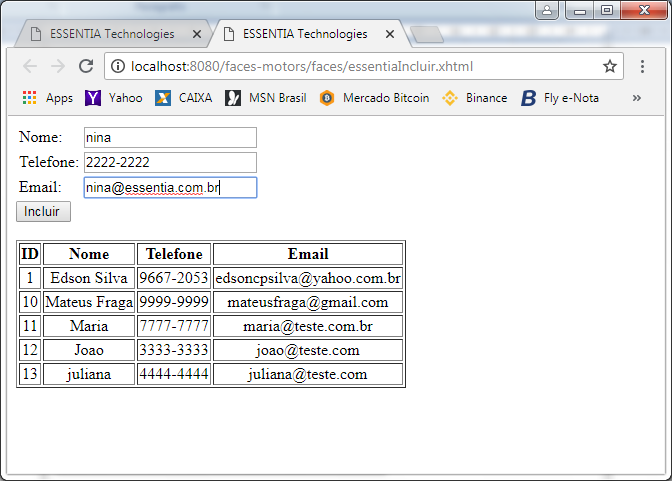 ESSENTIA Technologies
ESSENTIA Technologies
localhost:8080/faces-motors/faces/essentiaIncluir.xhtml
Apps Yahoo CAIXA MSN Brasil Mercado Bitcoin Binance Fly e-Nota »
Nome: nina
Telefone: 2222-2222
Email: nina@essentia.com.br
Incluir
ID Nome Telefone Email
1 Edson Silva 9667-2053 edsoncpsilva@yahoo.com.br
10 Mateus Fraga 9999-9999 mateusfraga@gmail.com
11 Maria 7777-7777 maria@teste.com.br
12 Joao 3333-3333 joao@teste.com
13 juliana 4444-4444 juliana@teste.com